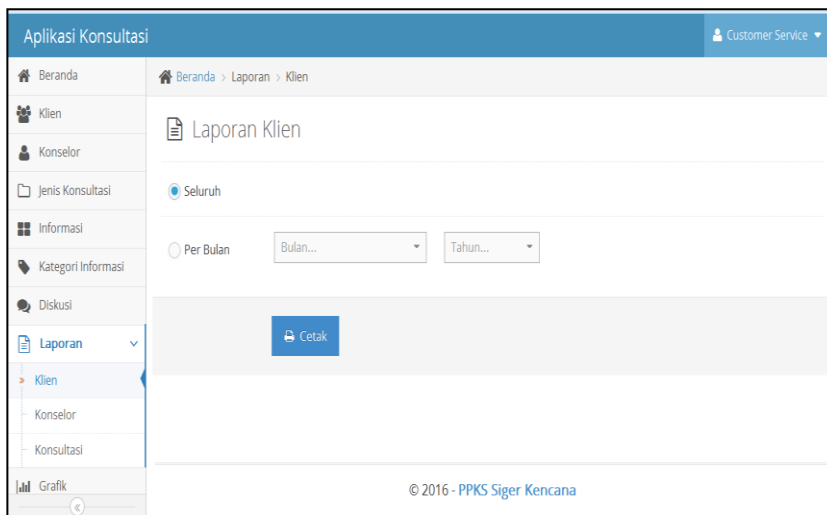 Aplikasi Konsultasi
Customer Service
Beranda
Klien
Konselor
Jenis Konsultasi
Informasi
Kategori Informasi
Diskusi
Laporan
Klien
Konselor
Konsultasi
Grafik
Beranda > Laporan > Klien
Laporan Klien
Seluruh
Per Bulan Bulan... Tahun...
Cetak
© 2016 - PPKS Siger Kencana